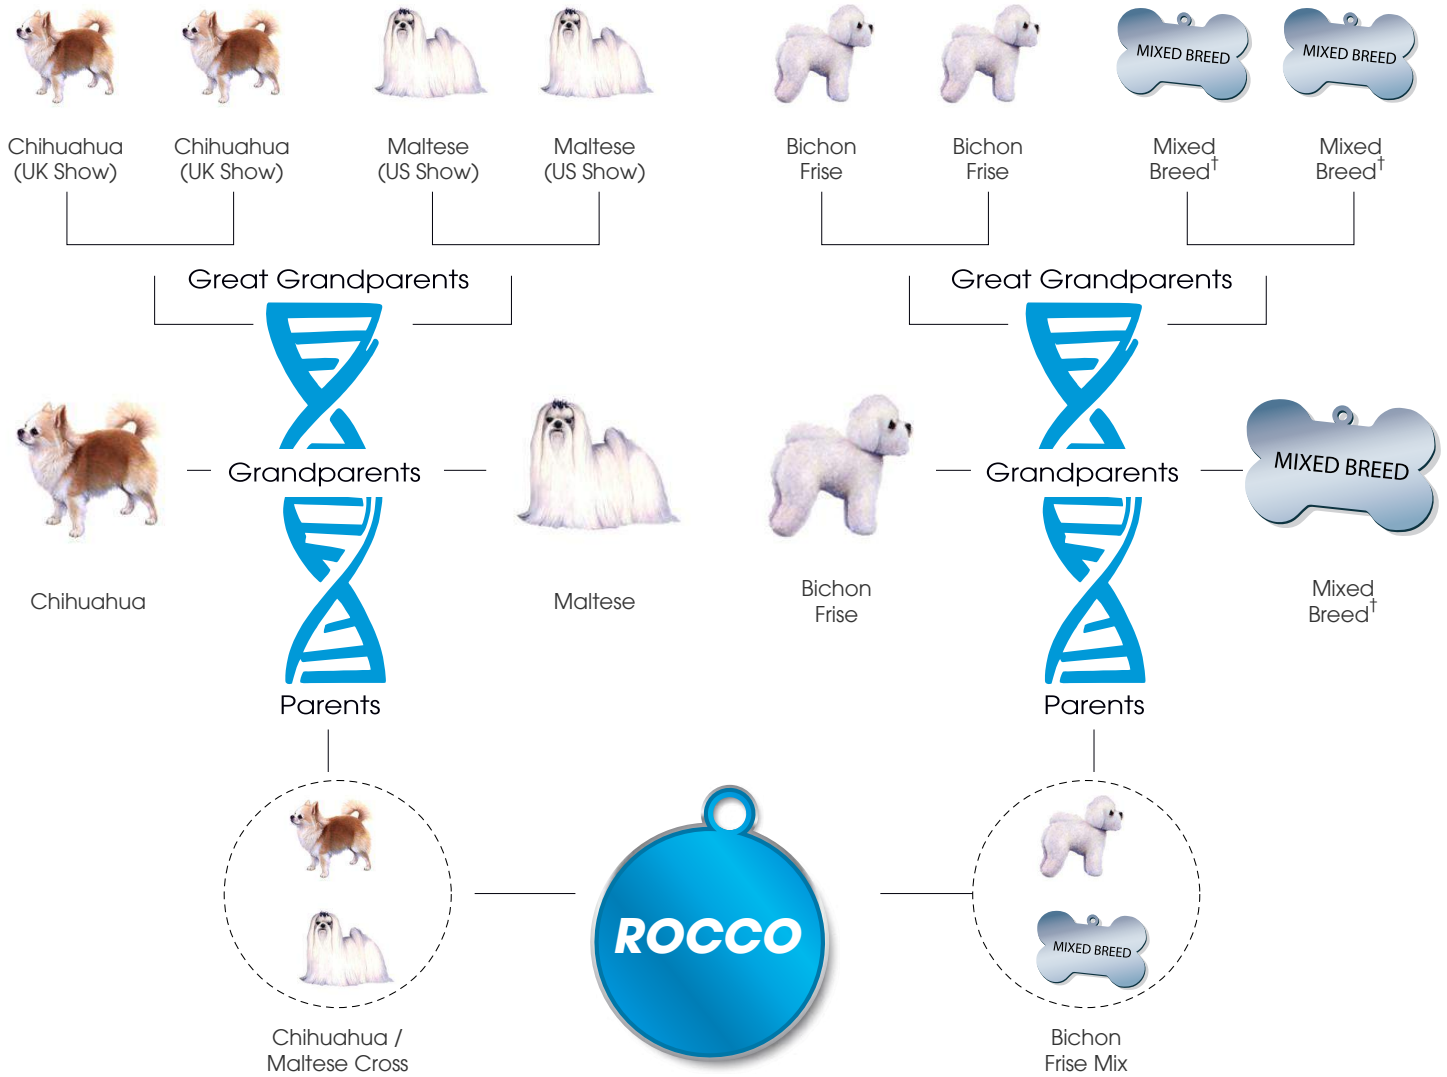 MIXED BREED
MIXED BREED
Chihuahua
(UK Show)
Chihuahua
(UK Show)
Maltese
(US Show)
Maltese
(US Show)
Bichon
Frise
Bichon
Frise
Mixed
Breed†
Mixed
Breed†
Great Grandparents
Great Grandparents
MIXED BREED
Grandparents
Grandparents
Chihuahua
Maltese
Bichon
Frise
Mixed
Breed†
Parents
Parents
ROCCO
MIXED BREED
Chihuahua /
Maltese Cross
Bichon
Frise Mix